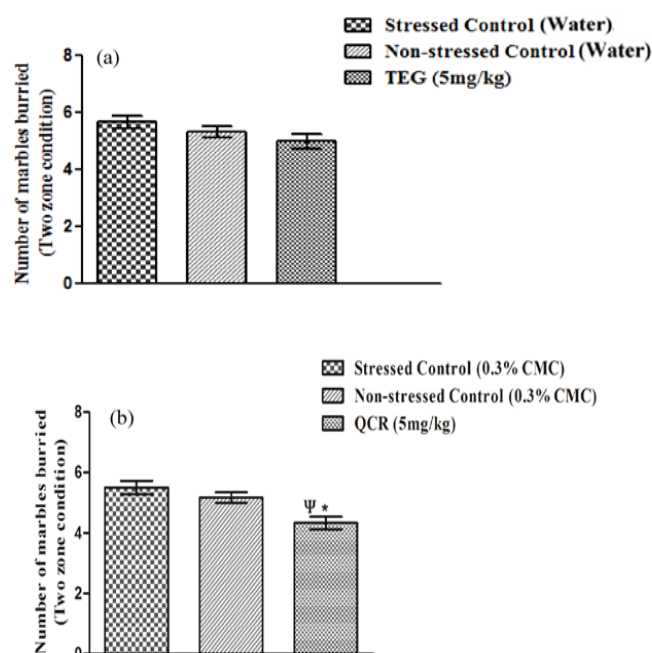 Stressed Control (Water)
Non-stressed Control (Water)
TEG (5mg/kg)
(a)
8
6
4
2
0
Number of marbles burried
(Two zone condition)
Stressed Control (0.3% CMC)
Non-stressed Control (0.3% CMC)
QCR (5mg/kg)
(b)
8
6
4
2
0
Ψ *
Number of marbles burried
(Two zone condition)